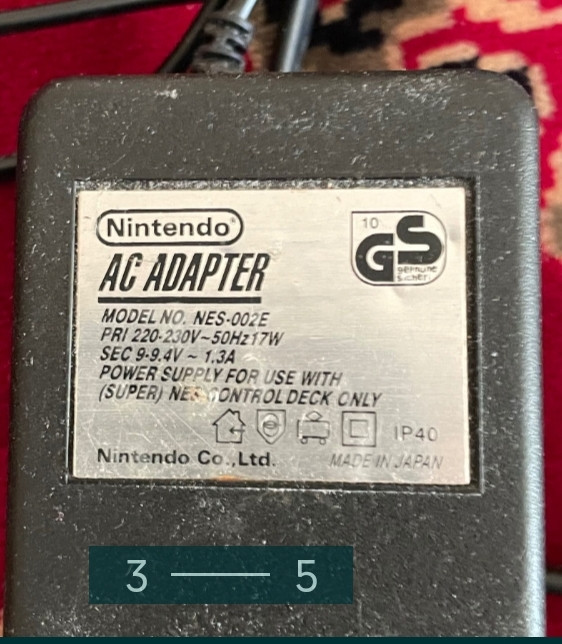 Nintendo®
10
GS
geprüfte
Sicherheit
AC ADAPTER
MODEL NO. NES-002E
PRI 220-230V~50Hz17W
SEC 9-9.4V ~ 1.3A
POWER SUPPLY FOR USE WITH
(SUPER) NES CONTROL DECK ONLY
IP40
Nintendo Co.,Ltd.
MADE IN JAPAN
3 — 5